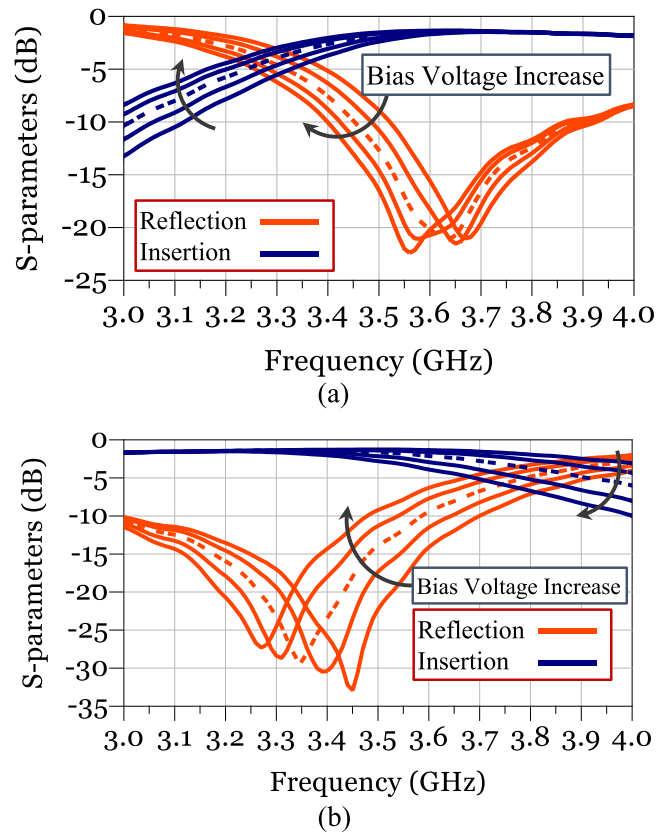 S-parameters (dB)
0
-5
-10
-15
-20
-25
Bias Voltage Increase
Reflection
Insertion
3.0 3.1 3.2 3.3 3.4 3.5 3.6 3.7 3.8 3.9 4.0
Frequency (GHz)
(a)
S-parameters (dB)
0
-5
-10
-15
-20
-25
-30
-35
Bias Voltage Increase
Reflection
Insertion
3.0 3.1 3.2 3.3 3.4 3.5 3.6 3.7 3.8 3.9 4.0
Frequency (GHz)
(b)